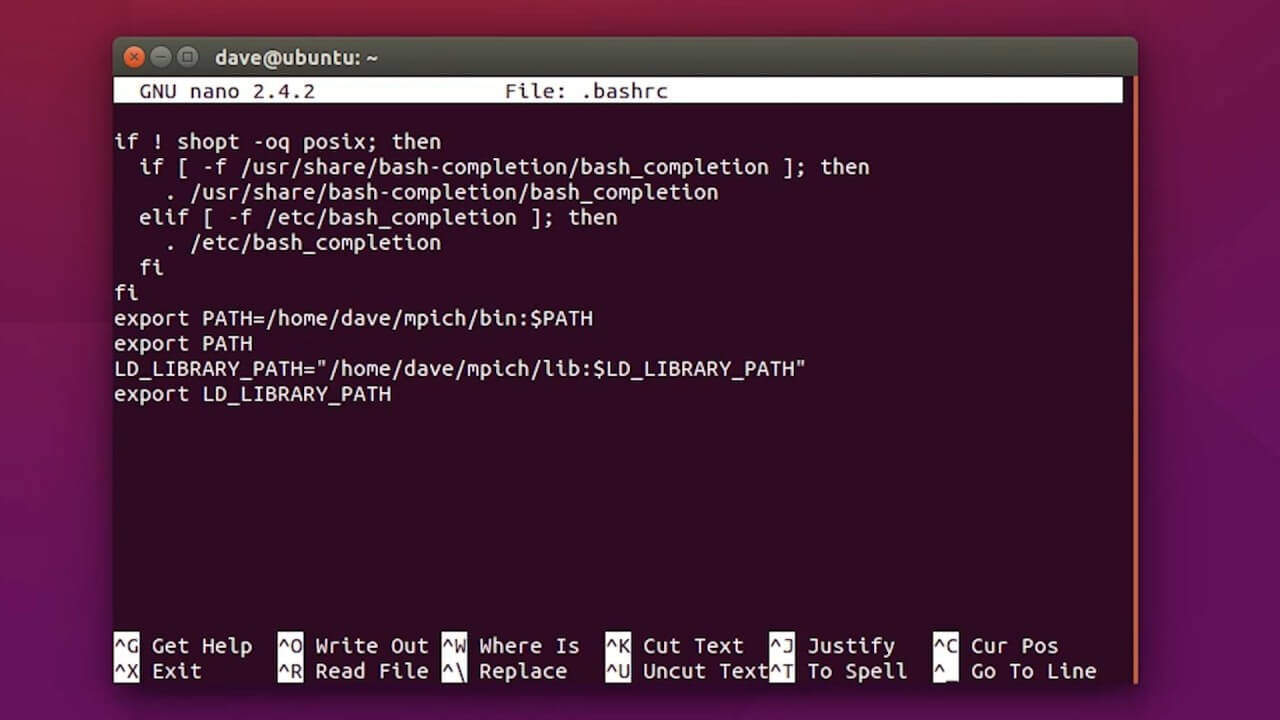 dave@ubuntu: ~
GNU nano 2.4.2 File: .bashrc
if ! shopt -oq posix; then
if [ -f /usr/share/bash-completion/bash_completion ]; then
. /usr/share/bash-completion/bash_completion
elif [ -f /etc/bash_completion ]; then
. /etc/bash_completion
fi
fi
export PATH=/home/dave/mpich/bin:$PATH
export PATH
LD_LIBRARY_PATH="/home/dave/mpich/lib:$LD_LIBRARY_PATH"
export LD_LIBRARY_PATH
^G Get Help ^O Write Out ^W Where Is ^K Cut Text ^J Justify ^C Cur Pos
^X Exit ^R Read File ^\ Replace ^U Uncut Text ^T To Spell ^_ Go To Line